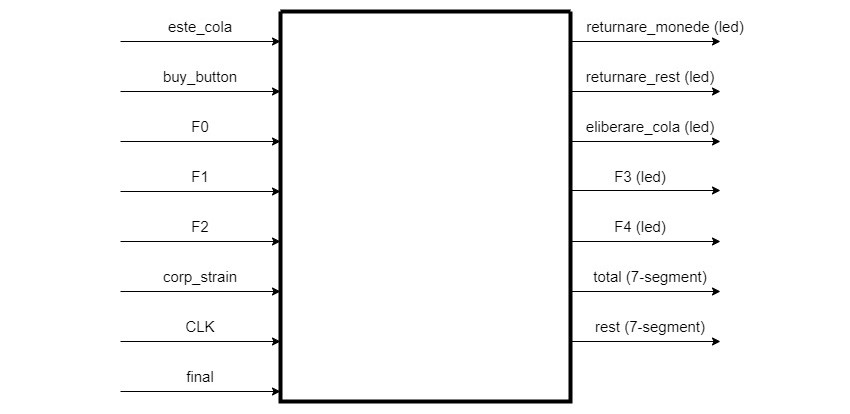 este_cola
buy_button
F0
F1
F2
corp_strain
CLK
final
returnare_monede (led)
returnare_rest (led)
eliberare_cola (led)
F3 (led)
F4 (led)
total (7-segment)
rest (7-segment)